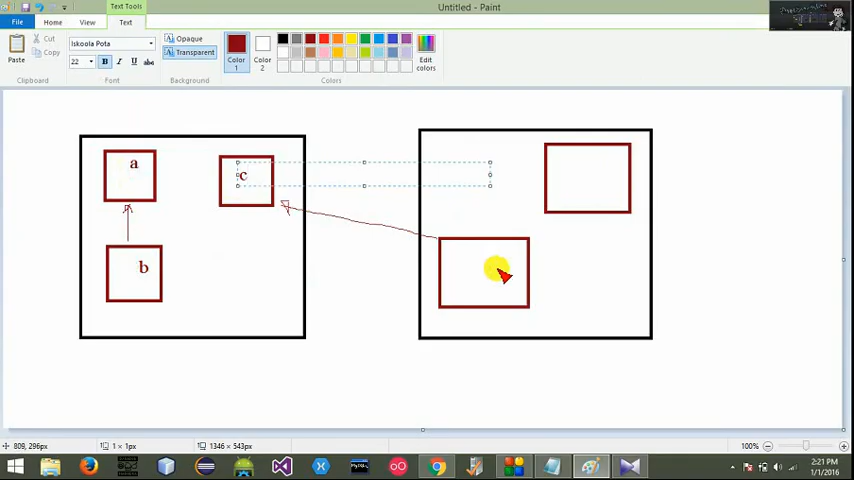 Untitled - Paint
Text Tools
File
Home
View
Text
Paste
Cut
Copy
Clipboard
Iskoola Pota
22
B
I
U
abc
Font
Opaque
Transparent
Background
Color
1
Color
2
Colors
Edit
colors
a
c
b
809, 296px
1 × 1px
1346 × 543px
100%
2:21 PM
1/1/2016